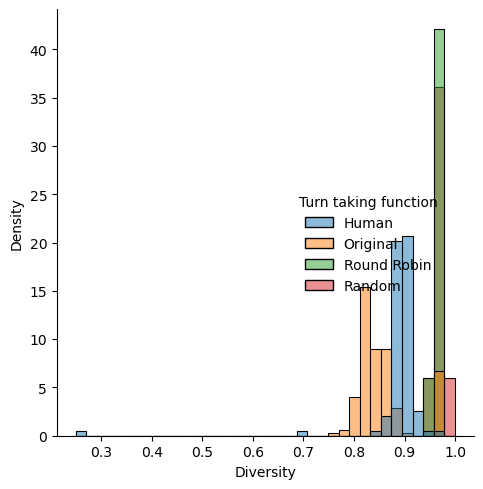 40
35
30
25
20
15
10
5
0
Density
Turn taking function
Human
Original
Round Robin
Random
0.3 0.4 0.5 0.6 0.7 0.8 0.9 1.0
Diversity